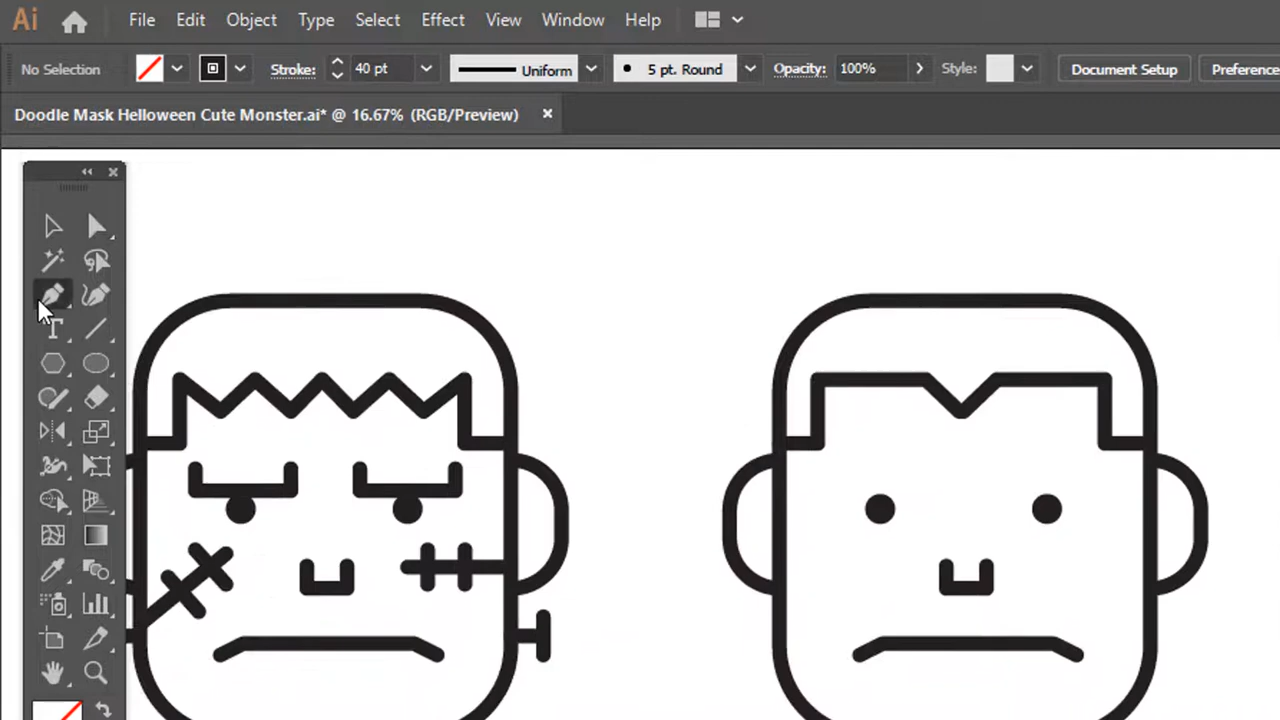 Ai File Edit Object Type Select Effect View Window Help
No Selection Stroke: 40 pt Uniform 5 pt. Round Opacity: 100% Style: Document Setup Preference
Doodle Mask Helloween Cute Monster.ai* @ 16.67% (RGB/Preview)